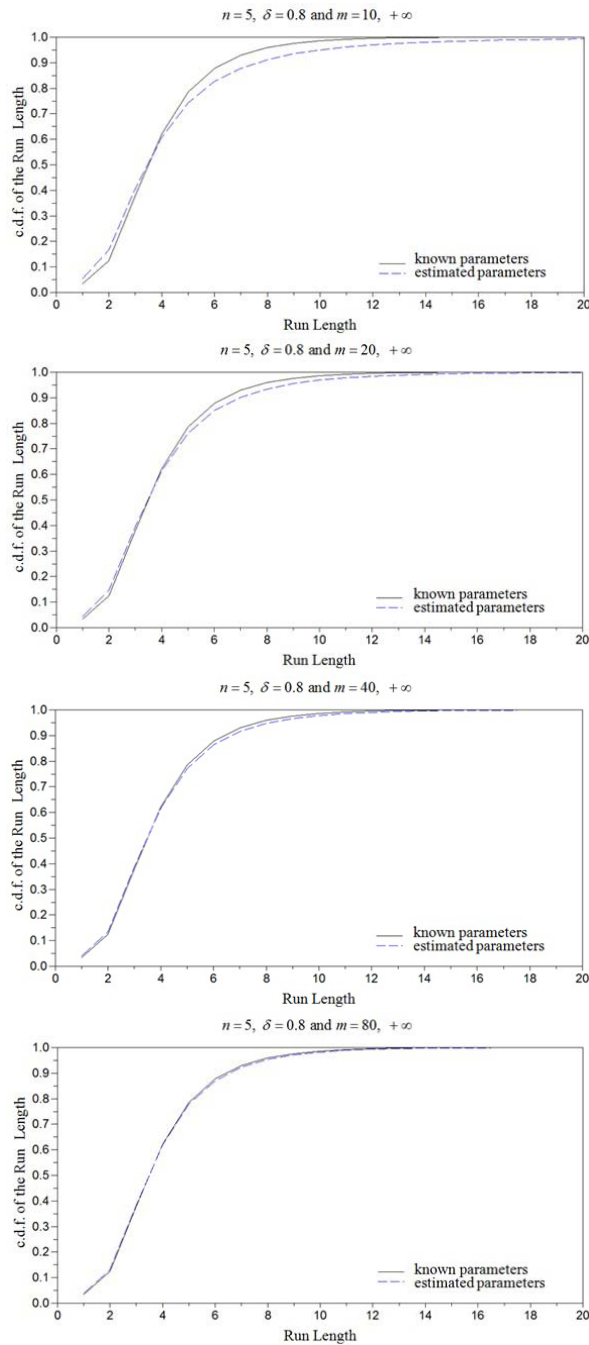 n = 5, δ = 0.8 and m = 10, +∞
c.d.f. of the Run Length
1.0
0.9
0.8
0.7
0.6
0.5
0.4
0.3
0.2
0.1
0.0
known parameters
estimated parameters
0 2 4 6 8 10 12 14 16 18 20
Run Length
n = 5, δ = 0.8 and m = 20, +∞
c.d.f. of the Run Length
1.0
0.9
0.8
0.7
0.6
0.5
0.4
0.3
0.2
0.1
0.0
known parameters
estimated parameters
0 2 4 6 8 10 12 14 16 18 20
Run Length
n = 5, δ = 0.8 and m = 40, +∞
c.d.f. of the Run Length
1.0
0.9
0.8
0.7
0.6
0.5
0.4
0.3
0.2
0.1
0.0
known parameters
estimated parameters
0 2 4 6 8 10 12 14 16 18 20
Run Length
n = 5, δ = 0.8 and m = 80, +∞
c.d.f. of the Run Length
1.0
0.9
0.8
0.7
0.6
0.5
0.4
0.3
0.2
0.1
0.0
known parameters
estimated parameters
0 2 4 6 8 10 12 14 16 18 20
Run Length